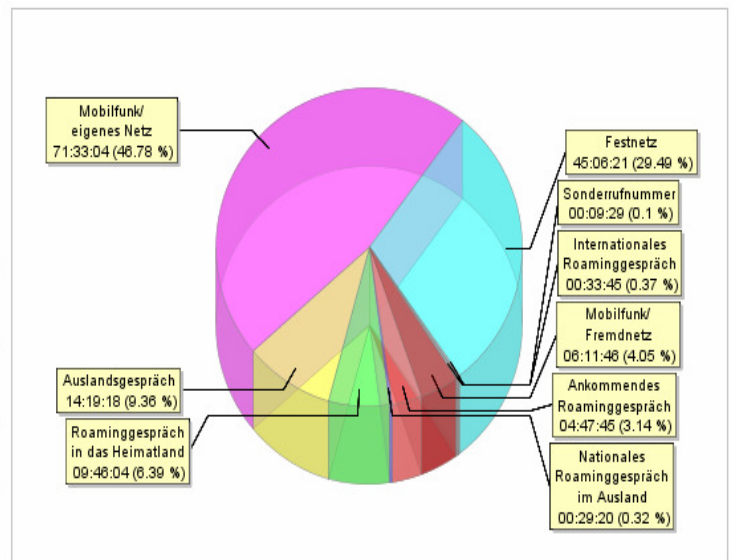 Mobilfunk/
eigenes Netz
71:33:04 (46.78 %)
Festnetz
45:06:21 (29.49 %)
Sonderrufnummer
00:09:29 (0.1 %)
Internationales
Roaminggespräch
00:33:45 (0.37 %)
Mobilfunk/
Fremdnetz
06:11:46 (4.05 %)
Ankommendes
Roaminggespräch
04:47:45 (3.14 %)
Nationales
Roaminggespräch
im Ausland
00:29:20 (0.32 %)
Auslandsgespräch
14:19:18 (9.36 %)
Roaminggespräch
in das Heimatland
09:46:04 (6.39 %)